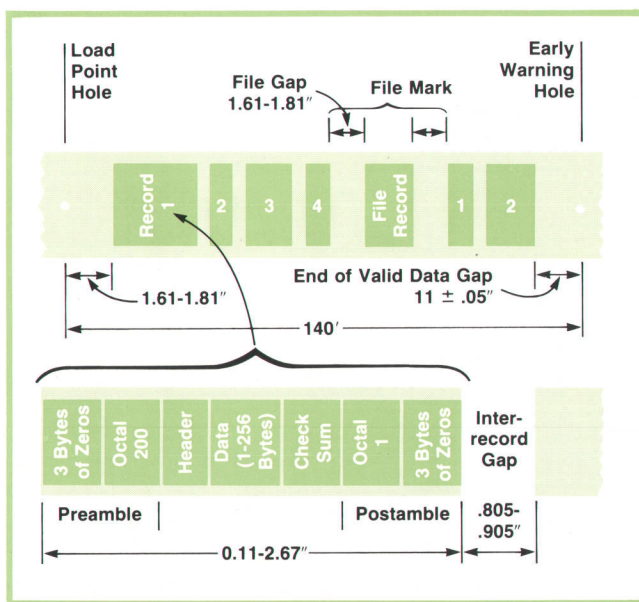 Load
Point
Hole
File Gap
1.61-1.81"
File Mark
Early
Warning
Hole
Record
1
2
3
4
File
Record
1
2
1.61-1.81"
End of Valid Data Gap
11 ± .05"
140'
3 Bytes
of Zeros
Octal
200
Header
Data
(1-256
Bytes)
Check
Sum
Octal
1
3 Bytes
of Zeros
Inter-
record
Gap
Preamble
Postamble
.805-
.905"
0.11-2.67"